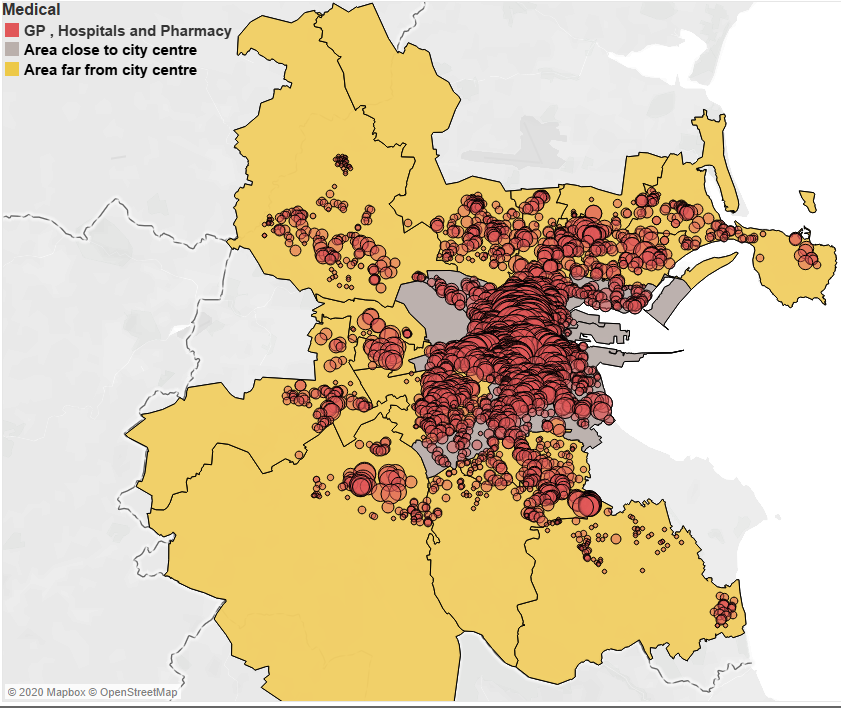 Medical
GP , Hospitals and Pharmacy
Area close to city centre
Area far from city centre
© 2020 Mapbox © OpenStreetMap